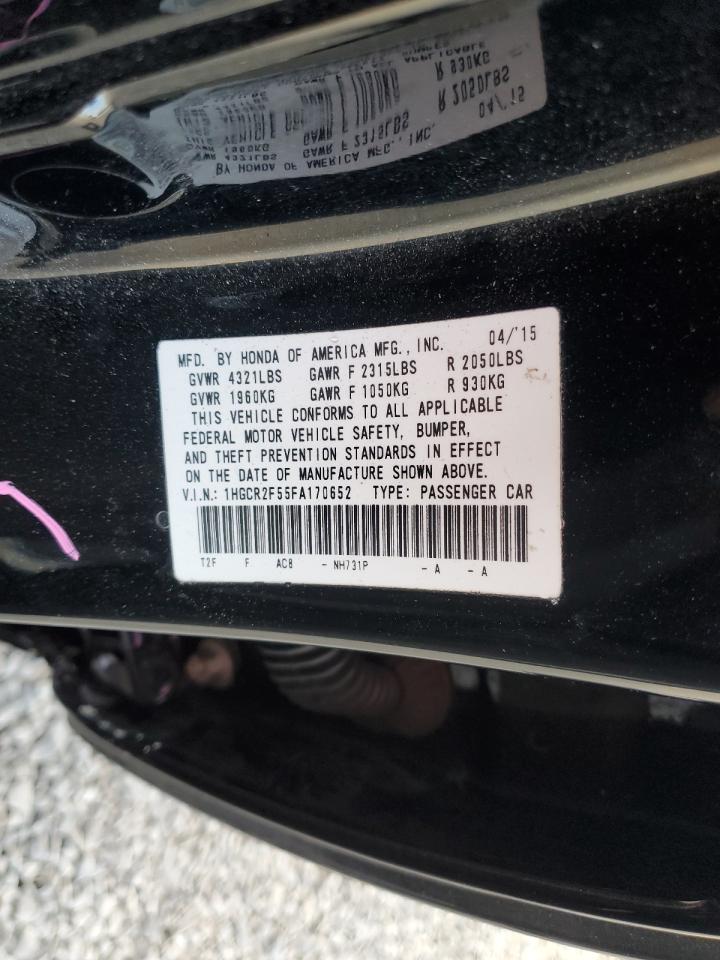 MFD. BY HONDA OF AMERICA MFG., INC. 04/'15
GVWR 4321LBS GAWR F 2315LBS R 2050LBS
GVWR 1960KG GAWR F 1050KG R 930KG
THIS VEHICLE CONFORMS TO ALL APPLICABLE
FEDERAL MOTOR VEHICLE SAFETY, BUMPER,
AND THEFT PREVENTION STANDARDS IN EFFECT
ON THE DATE OF MANUFACTURE SHOWN ABOVE.
V.I.N.: 1HGCR2F55FA170652 TYPE: PASSENGER CAR
T2F F AC8 - NH731P - A - A